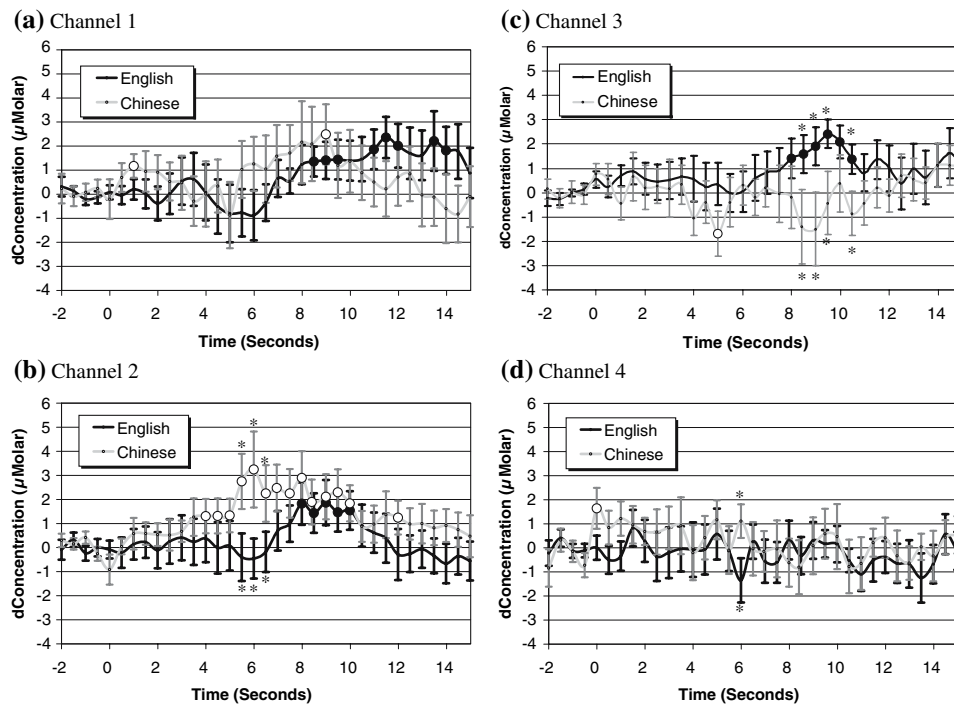 (a) Channel 1
dConcentration (µMolar)
6
5
4
3
2
1
0
-1
-2
-3
-4
English
Chinese
-2 0 2 4 6 8 10 12 14
Time (Seconds)
(b) Channel 2
dConcentration (µMolar)
6
5
4
3
2
1
0
-1
-2
-3
-4
English
Chinese
* * *
** *
-2 0 2 4 6 8 10 12 14
Time (Seconds)
(c) Channel 3
dConcentration (µMolar)
6
5
4
3
2
1
0
-1
-2
-3
-4
English
Chinese
* * * *
* * * *
-2 0 2 4 6 8 10 12 14
Time (Seconds)
(d) Channel 4
dConcentration (µMolar)
6
5
4
3
2
1
0
-1
-2
-3
-4
English
Chinese
*
*
-2 0 2 4 6 8 10 12 14
Time (Seconds)